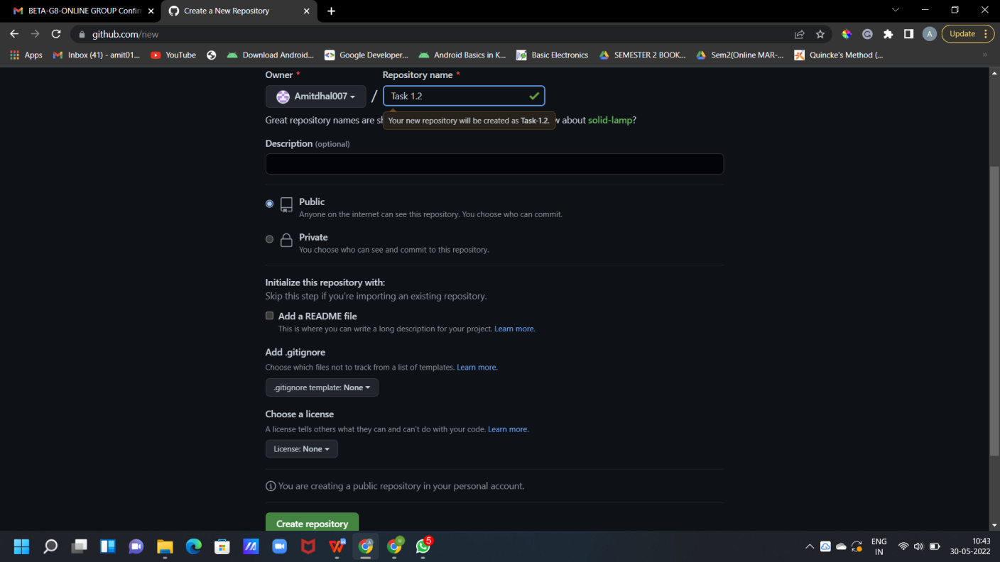 BETA-G8-ONLINE GROUP Confirm
Create a New Repository
github.com/new
A
Update
Apps
Inbox (41) - amit01...
YouTube
Download Android...
Google Developer...
Android Basics in K...
Basic Electronics
SEMESTER 2 BOOK...
Sem2(Online MAR-...
Quincke's Method (...
»
Owner *
Repository name *
Amitdhal007
/
Task 1.2
Great repository names are sh
Your new repository will be created as Task-1.2.
about solid-lamp?
Description (optional)
Public
Anyone on the internet can see this repository. You choose who can commit.
Private
You choose who can see and commit to this repository.
Initialize this repository with:
Skip this step if you're importing an existing repository.
Add a README file
This is where you can write a long description for your project. Learn more.
Add .gitignore
Choose which files not to track from a list of templates. Learn more.
.gitignore template: None
Choose a license
A license tells others what they can and can't do with your code. Learn more.
License: None
You are creating a public repository in your personal account.
Create repository
5
ENG
IN
10:43
30-05-2022